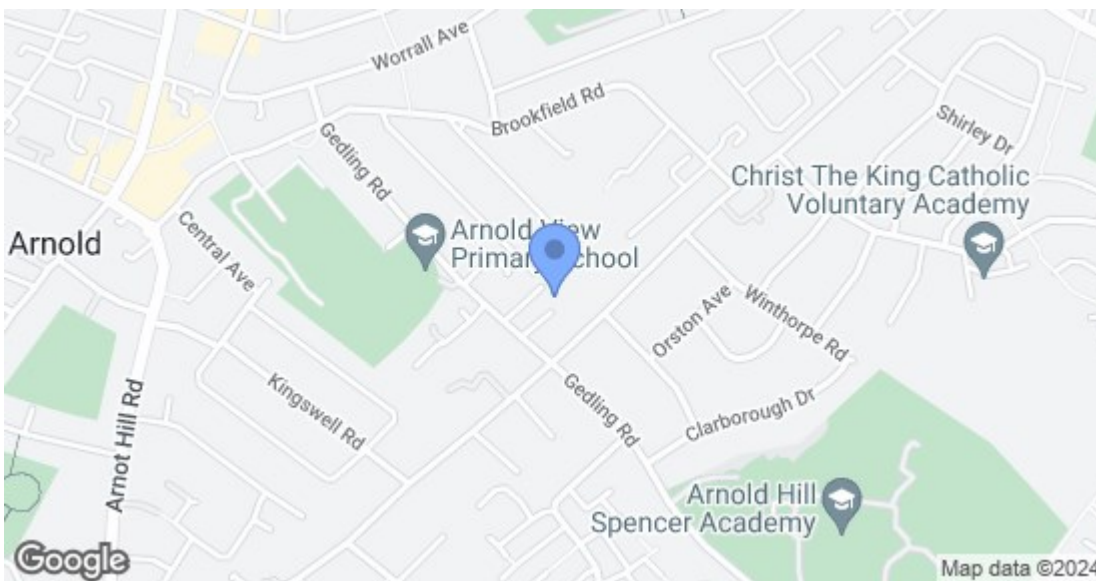 Worrall Ave
Brookfield Rd
Shirley Dr
Gedling Rd
Christ The King Catholic
Voluntary Academy
Arnold View
Primary School
Arnold
Central Ave
Orston Ave
Winthorpe Rd
Kingswell Rd
Gedling Rd
Clarborough Dr
Arnot Hill Rd
Arnold Hill
Spencer Academy
Google
Map data ©2024